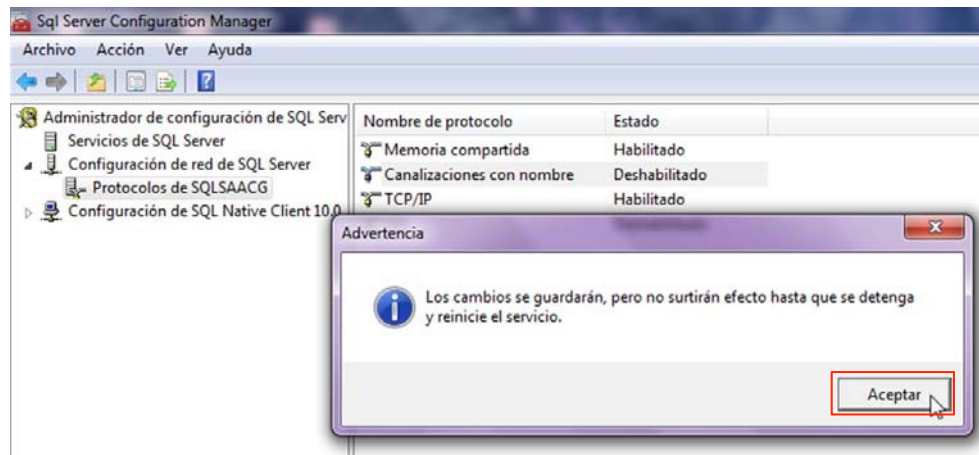 Sql Server Configuration Manager
Archivo Acción Ver Ayuda
Administrador de configuración de SQL Serv
Servicios de SQL Server
Configuración de red de SQL Server
Protocolos de SQLSAACG
Configuración de SQL Native Client 10.0
Nombre de protocolo Estado
Memoria compartida Habilitado
Canalizaciones con nombre Deshabilitado
TCP/IP Habilitado
Advertencia
Los cambios se guardarán, pero no surtirán efecto hasta que se detenga
y reinicie el servicio.
Aceptar